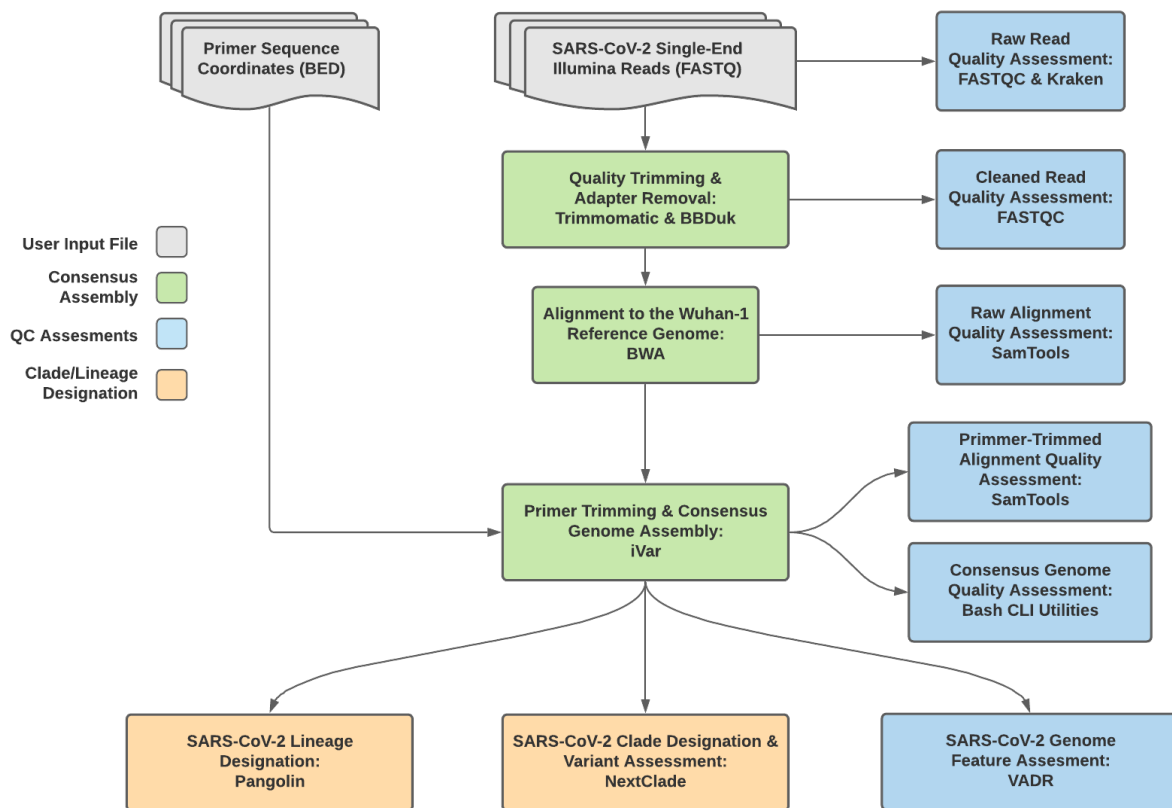 Primer Sequence
Coordinates (BED)
SARS-CoV-2 Single-End
Illumina Reads (FASTQ)
Raw Read
Quality Assessment:
FASTQC & Kraken
Quality Trimming &
Adapter Removal:
Trimmomatic & BBDuk
Cleaned Read
Quality Assessment:
FASTQC
User Input File
Consensus
Assembly
QC Assesments
Clade/Lineage
Designation
Alignment to the Wuhan-1
Reference Genome:
BWA
Raw Alignment
Quality Assessment:
SamTools
Primmer-Trimmed
Alignment Quality
Assessment:
SamTools
Primer Trimming & Consensus
Genome Assembly:
iVar
Consensus Genome
Quality Assessment:
Bash CLI Utilities
SARS-CoV-2 Lineage
Designation:
Pangolin
SARS-CoV-2 Clade Designation &
Variant Assessment:
NextClade
SARS-CoV-2 Genome
Feature Assesment:
VADR